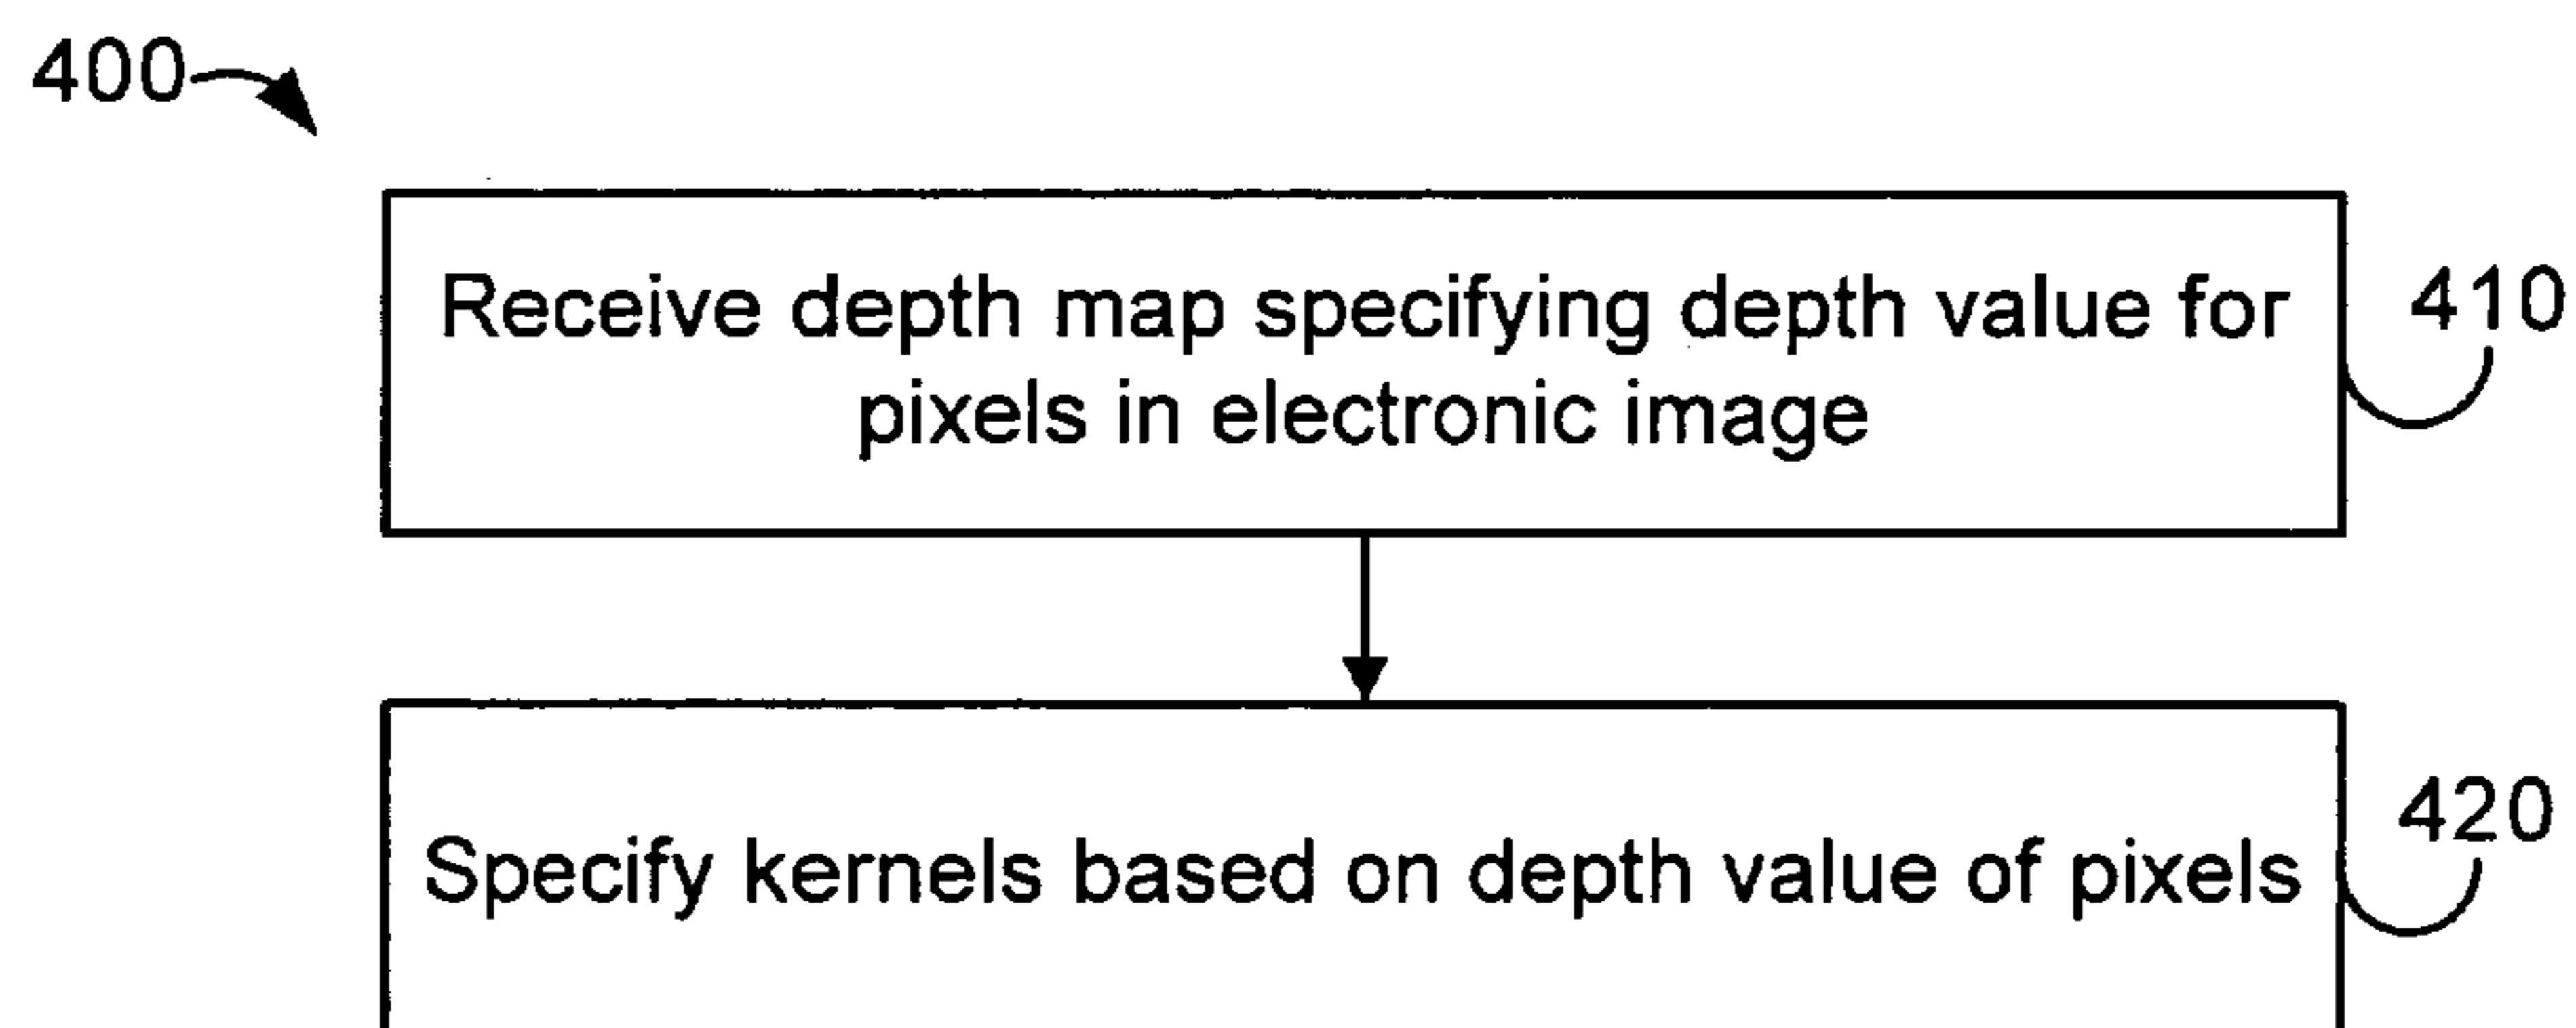 400
Receive depth map specifying depth value for
pixels in electronic image
410
Specify kernels based on depth value of pixels
420